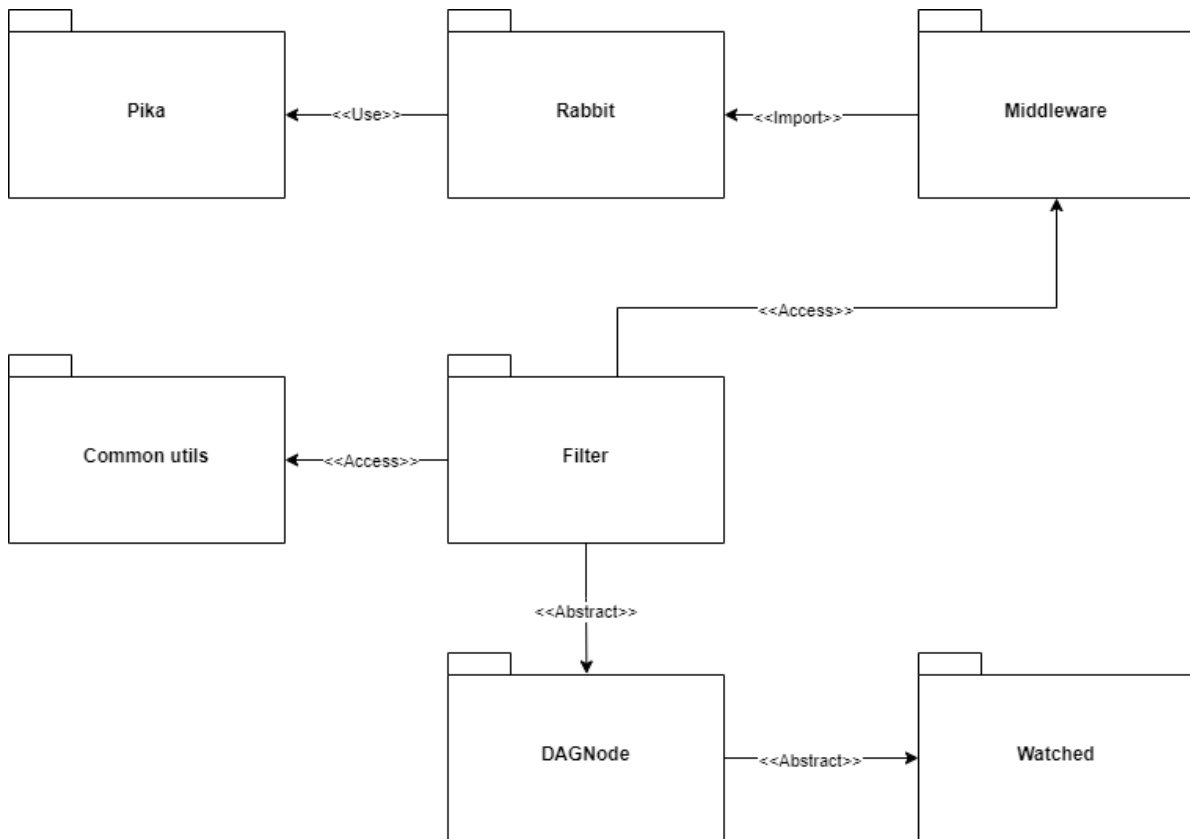 Pika
<<Use>>
Rabbit
<<Import>>
Middleware
<<Access>>
Common utils
<<Access>>
Filter
<<Abstract>>
DAGNode
<<Abstract>>
Watched